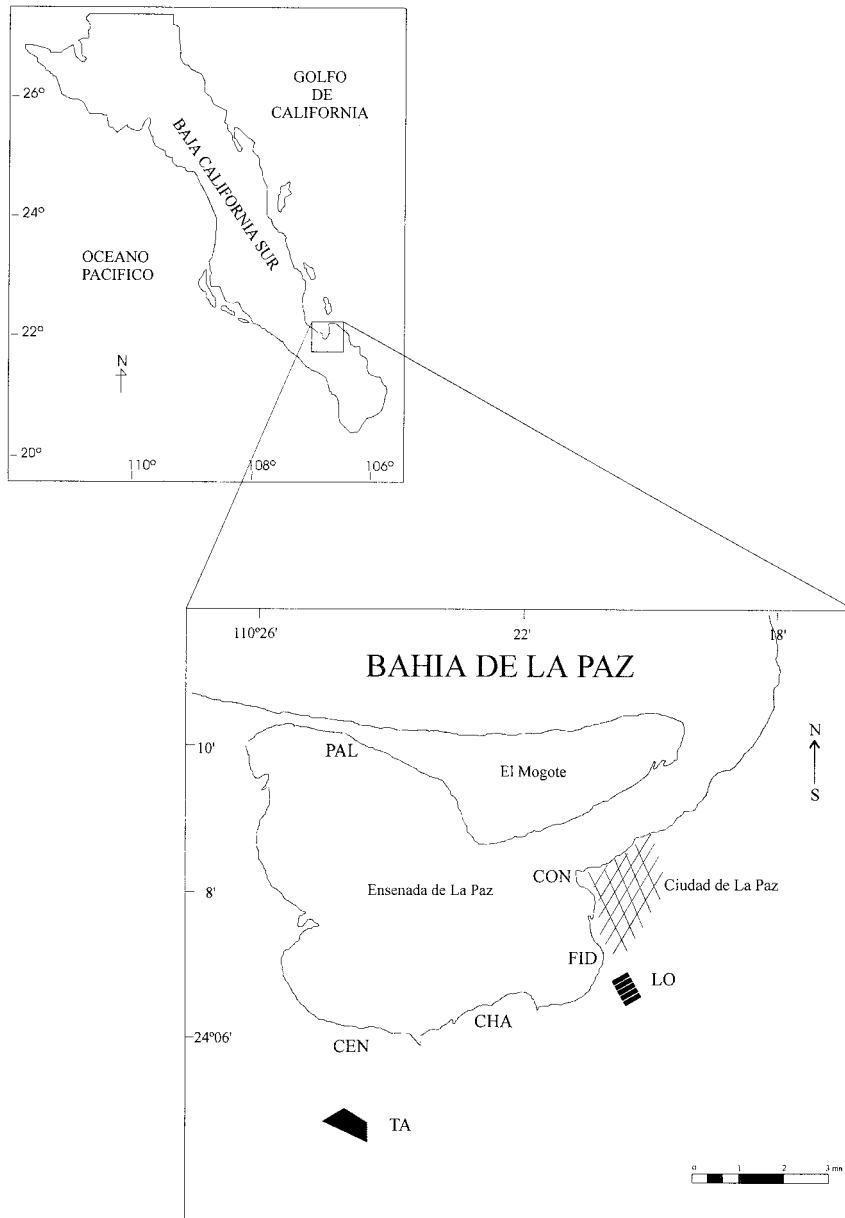 GOLFO
DE
CALIFORNIA
26°
BAJA CALIFORNIA SUR
24°
OCEANO
PACIFICO
22°
N
20°
110°
108°
106°
110°26'
22'
18'
BAHIA DE LA PAZ
N
10'
PAL
El Mogote
S
CON
8'
Ensenada de La Paz
Ciudad de La Paz
FID
LO
CHA
24°06'
CEN
TA
0 1 2 3 mn